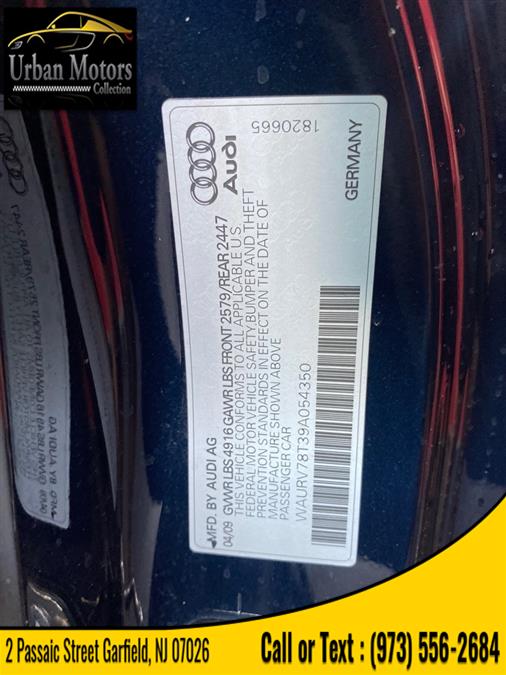 Urban Motors
Collection
Audi
1820665
GERMANY
MFD. BY AUDI AG
04/09 GVWR LBS 4916 GAWR LBS FRONT 2579/REAR 2447
THIS VEHICLE CONFORMS TO ALL APPLICABLE U.S.
FEDERAL MOTOR VEHICLE SAFETY BUMPER AND THEFT
PREVENTION STANDARDS IN EFFECT ON THE DATE OF
MANUFACTURE SHOWN ABOVE
PASSENGER CAR
WAURV78T39A054350
2 Passaic Street Garfield, NJ 07026
Call or Text : (973) 556-2684